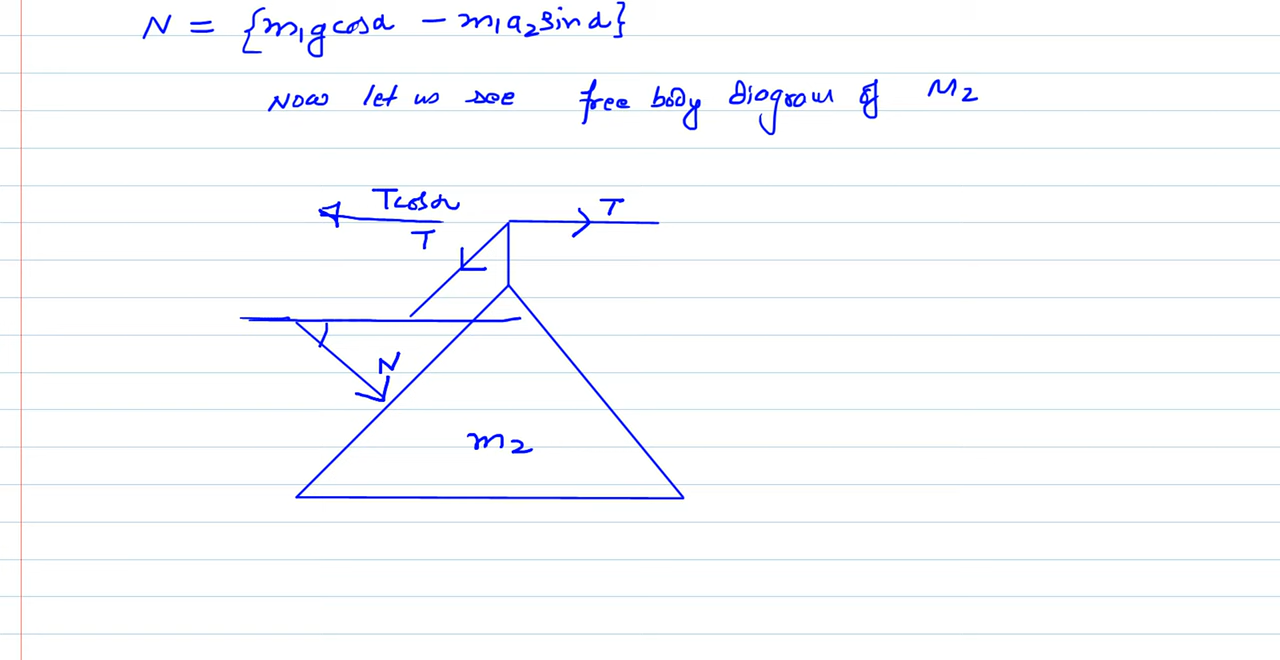 N = {m₁gcosα - m₁a₂sinα}
Now let us see free body diagram of M₂
Tcosα
T
T
N
m₂